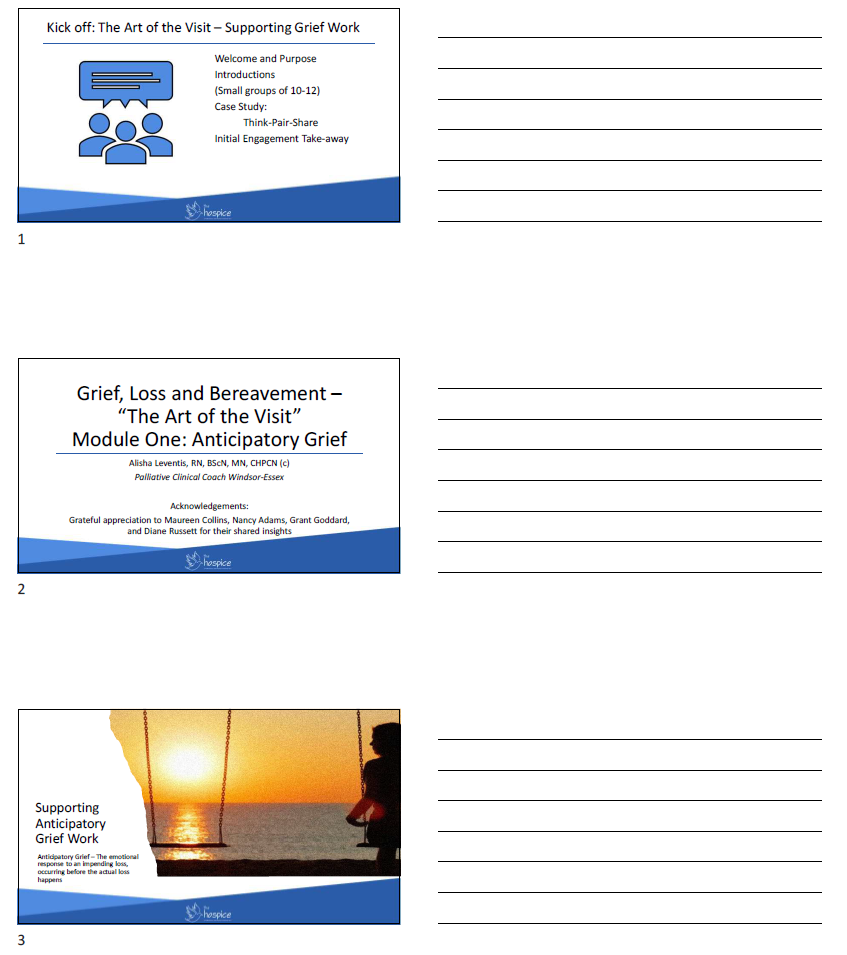 Kick off: The Art of the Visit – Supporting Grief Work
Welcome and Purpose
Introductions
(Small groups of 10-12)
Case Study:
Think-Pair-Share
Initial Engagement Take-away
the
hospice
1
Grief, Loss and Bereavement –
“The Art of the Visit”
Module One: Anticipatory Grief
Alisha Leventis, RN, BScN, MN, CHPCN (c)
Palliative Clinical Coach Windsor-Essex
Acknowledgements:
Grateful appreciation to Maureen Collins, Nancy Adams, Grant Goddard,
and Diane Russett for their shared insights
the
hospice
2
Supporting
Anticipatory
Grief Work
Anticipatory Grief – The emotional
response to an impending loss,
occurring before the actual loss
happens
the
hospice
3